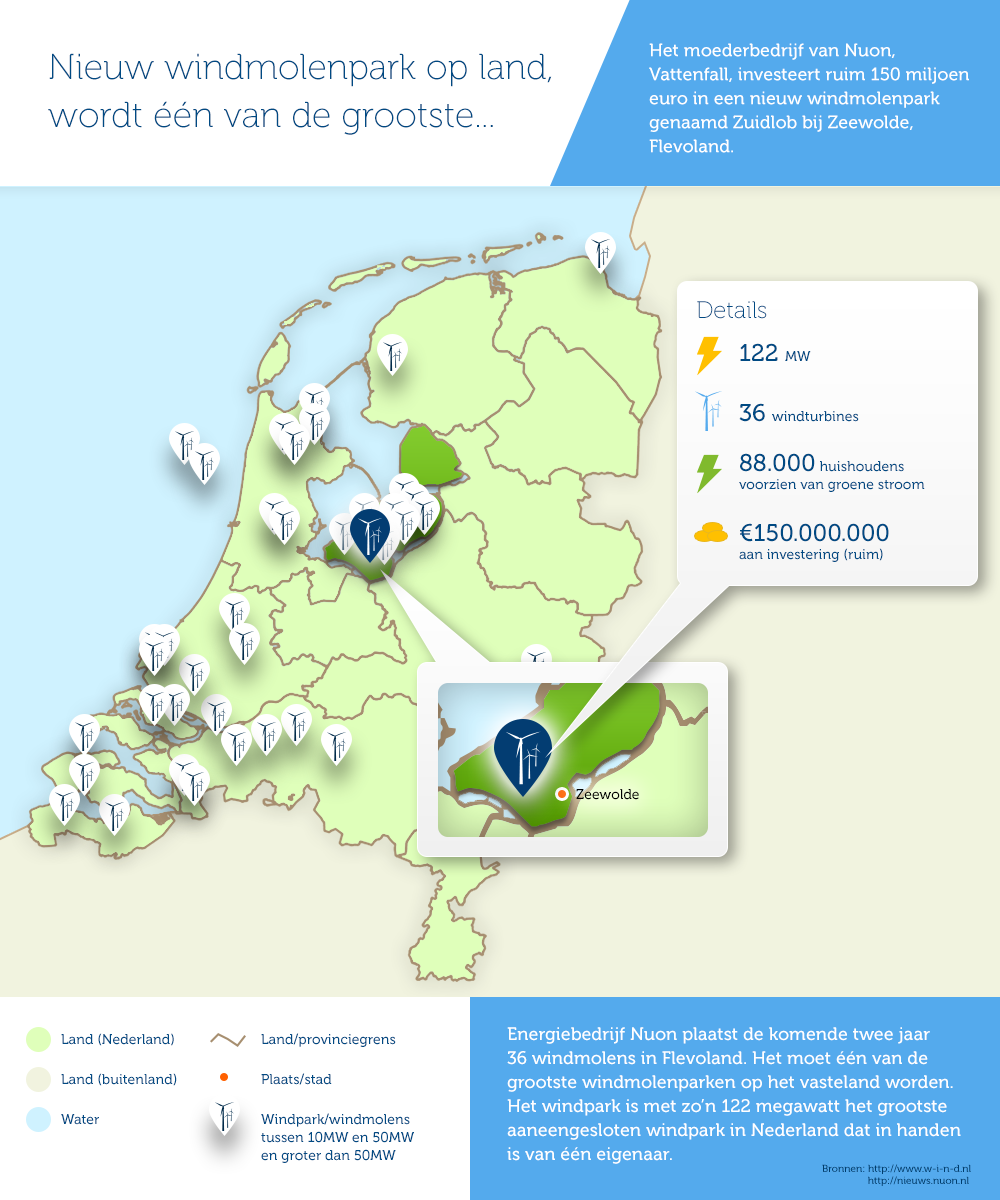 Nieuw windmolenpark op land,
wordt één van de grootste...
Het moederbedrijf van Nuon,
Vattenfall, investeert ruim 150 miljoen
euro in een nieuw windmolenpark
genaamd Zuidlob bij Zeewolde,
Flevoland.
Details
122 MW
36 windturbines
88.000 huishoudens
voorzien van groene stroom
€150.000.000
aan investering (ruim)
Zeewolde
Land (Nederland)
Land (buitenland)
Water
Land/provinciegrens
Plaats/stad
Windpark/windmolens
tussen 10MW en 50MW
en groter dan 50MW
Energiebedrijf Nuon plaatst de komende twee jaar
36 windmolens in Flevoland. Het moet één van de
grootste windmolenparken op het vasteland worden.
Het windpark is met zo’n 122 megawatt het grootste
aaneengesloten windpark in Nederland dat in handen
is van één eigenaar.
Bronnen: http://www.w-i-n-d.nl
http://nieuws.nuon.nl